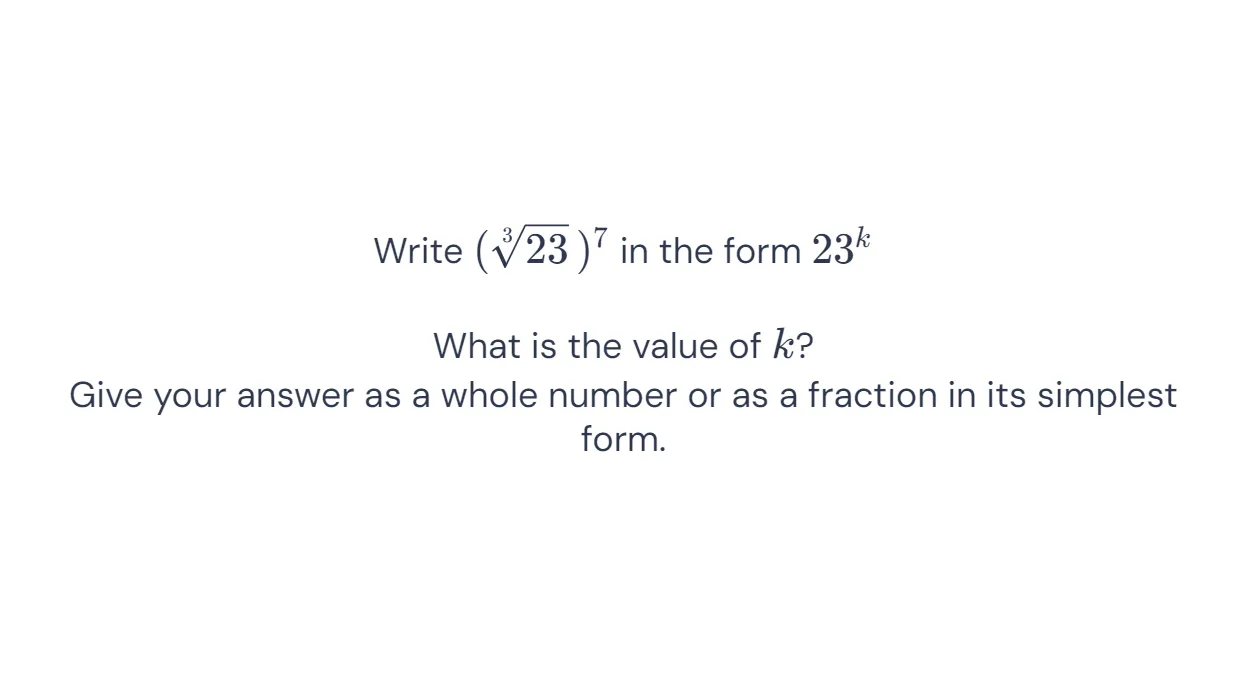 Write $(\sqrt[3]{23})^7$ in the form $23^k$
What is the value of $k$?
Give your answer as a whole number or as a fraction in its simplest
form.